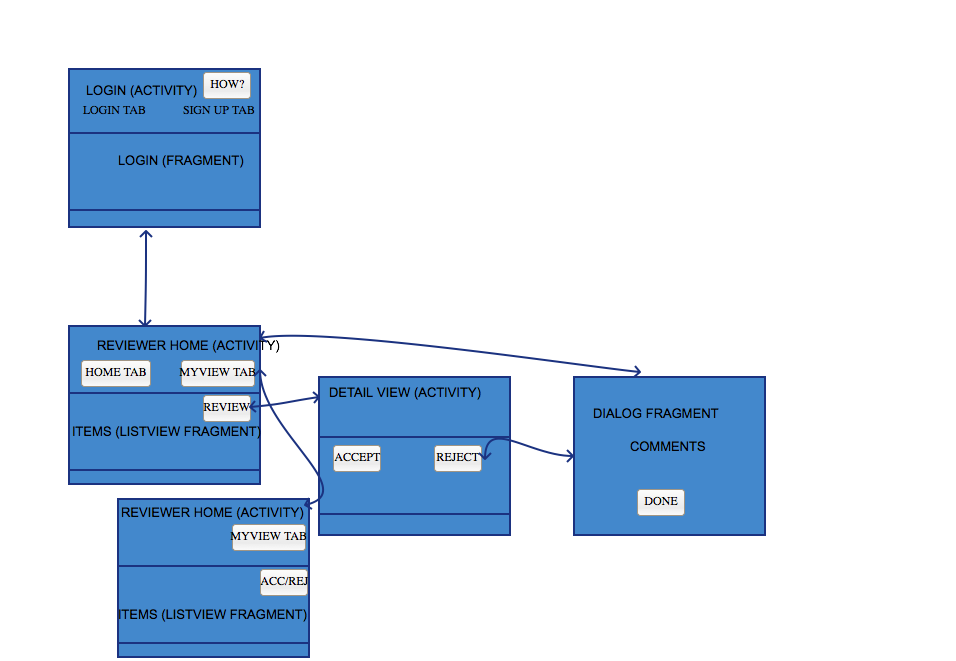 LOGIN (ACTIVITY) HOW?
LOGIN TAB SIGN UP TAB
LOGIN (FRAGMENT)
REVIEWER HOME (ACTIVITY)
HOME TAB MYVIEW TAB
REVIEW
ITEMS (LISTVIEW FRAGMENT)
DETAIL VIEW (ACTIVITY)
ACCEPT REJECT
DIALOG FRAGMENT
COMMENTS
DONE
REVIEWER HOME (ACTIVITY)
MYVIEW TAB
ACC/REJ
ITEMS (LISTVIEW FRAGMENT)